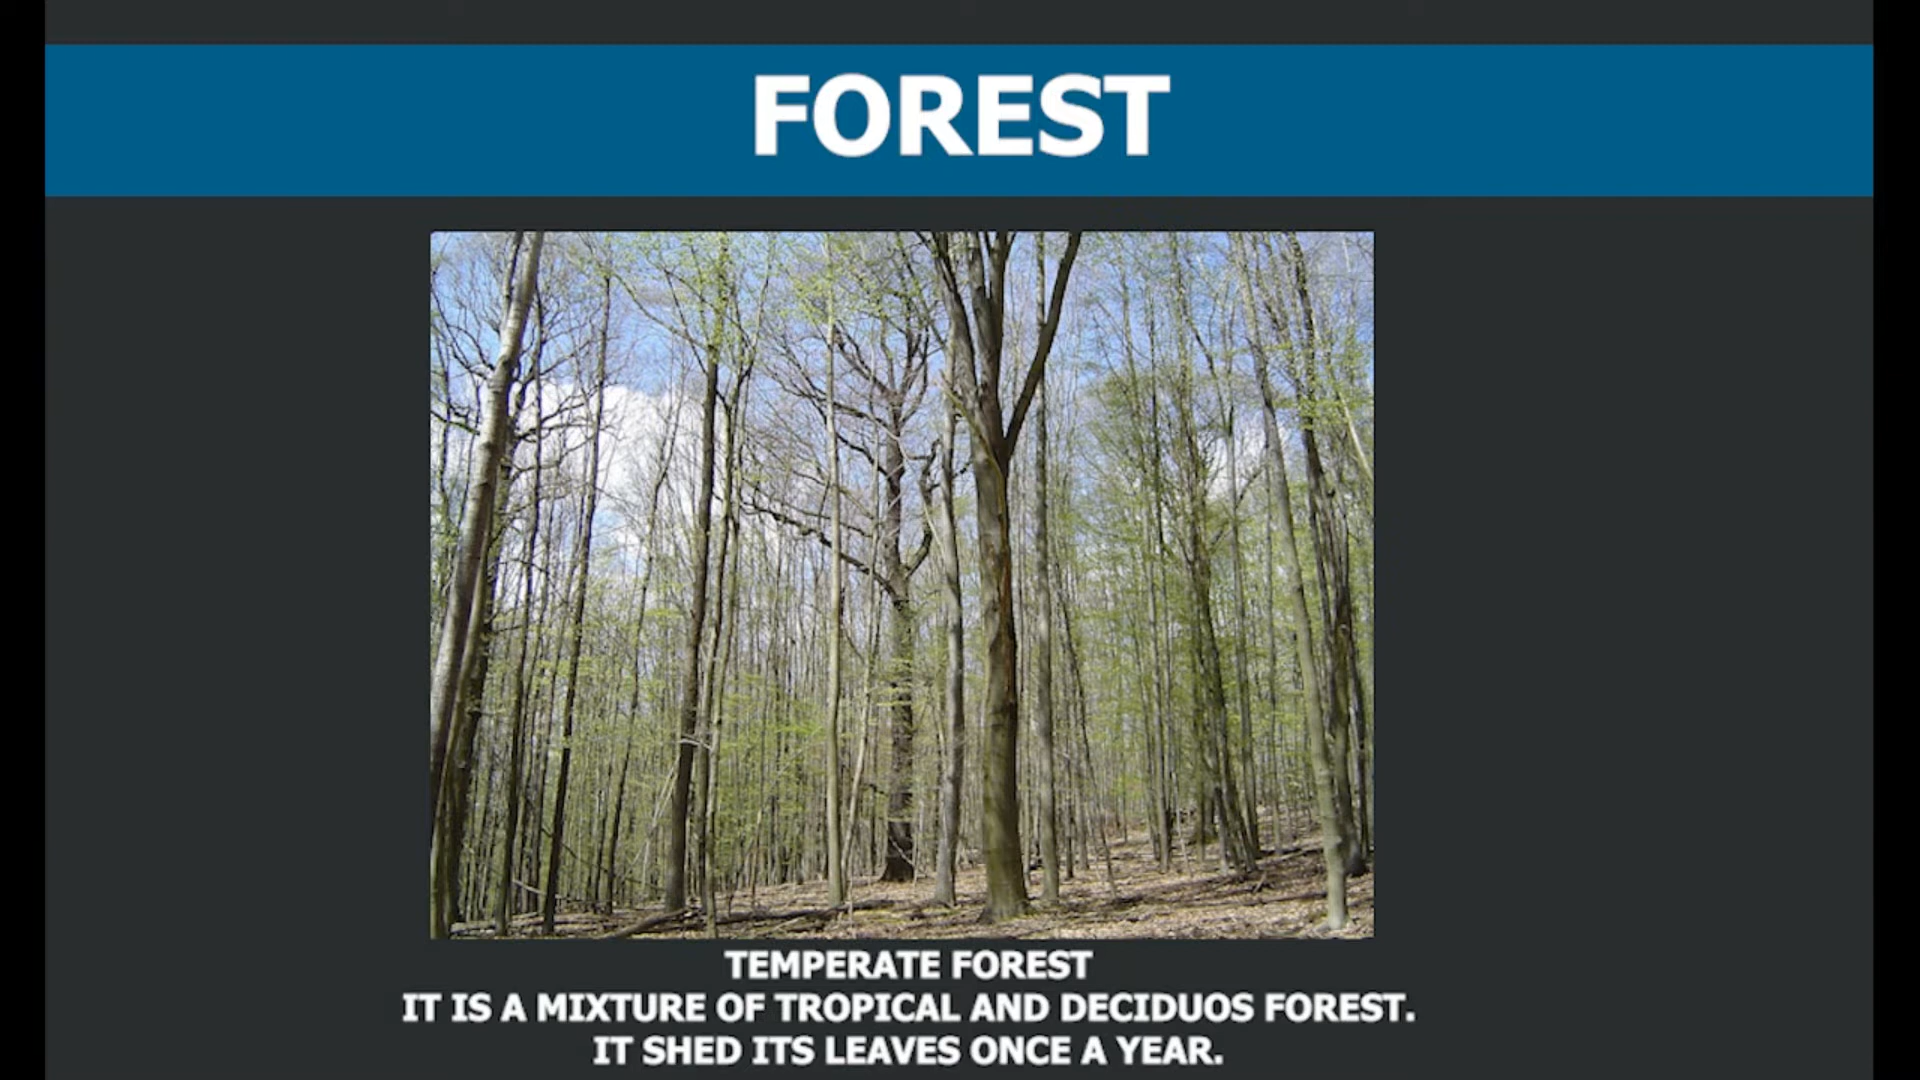 FOREST
TEMPERATE FOREST
IT IS A MIXTURE OF TROPICAL AND DECIDUOS FOREST.
IT SHED ITS LEAVES ONCE A YEAR.